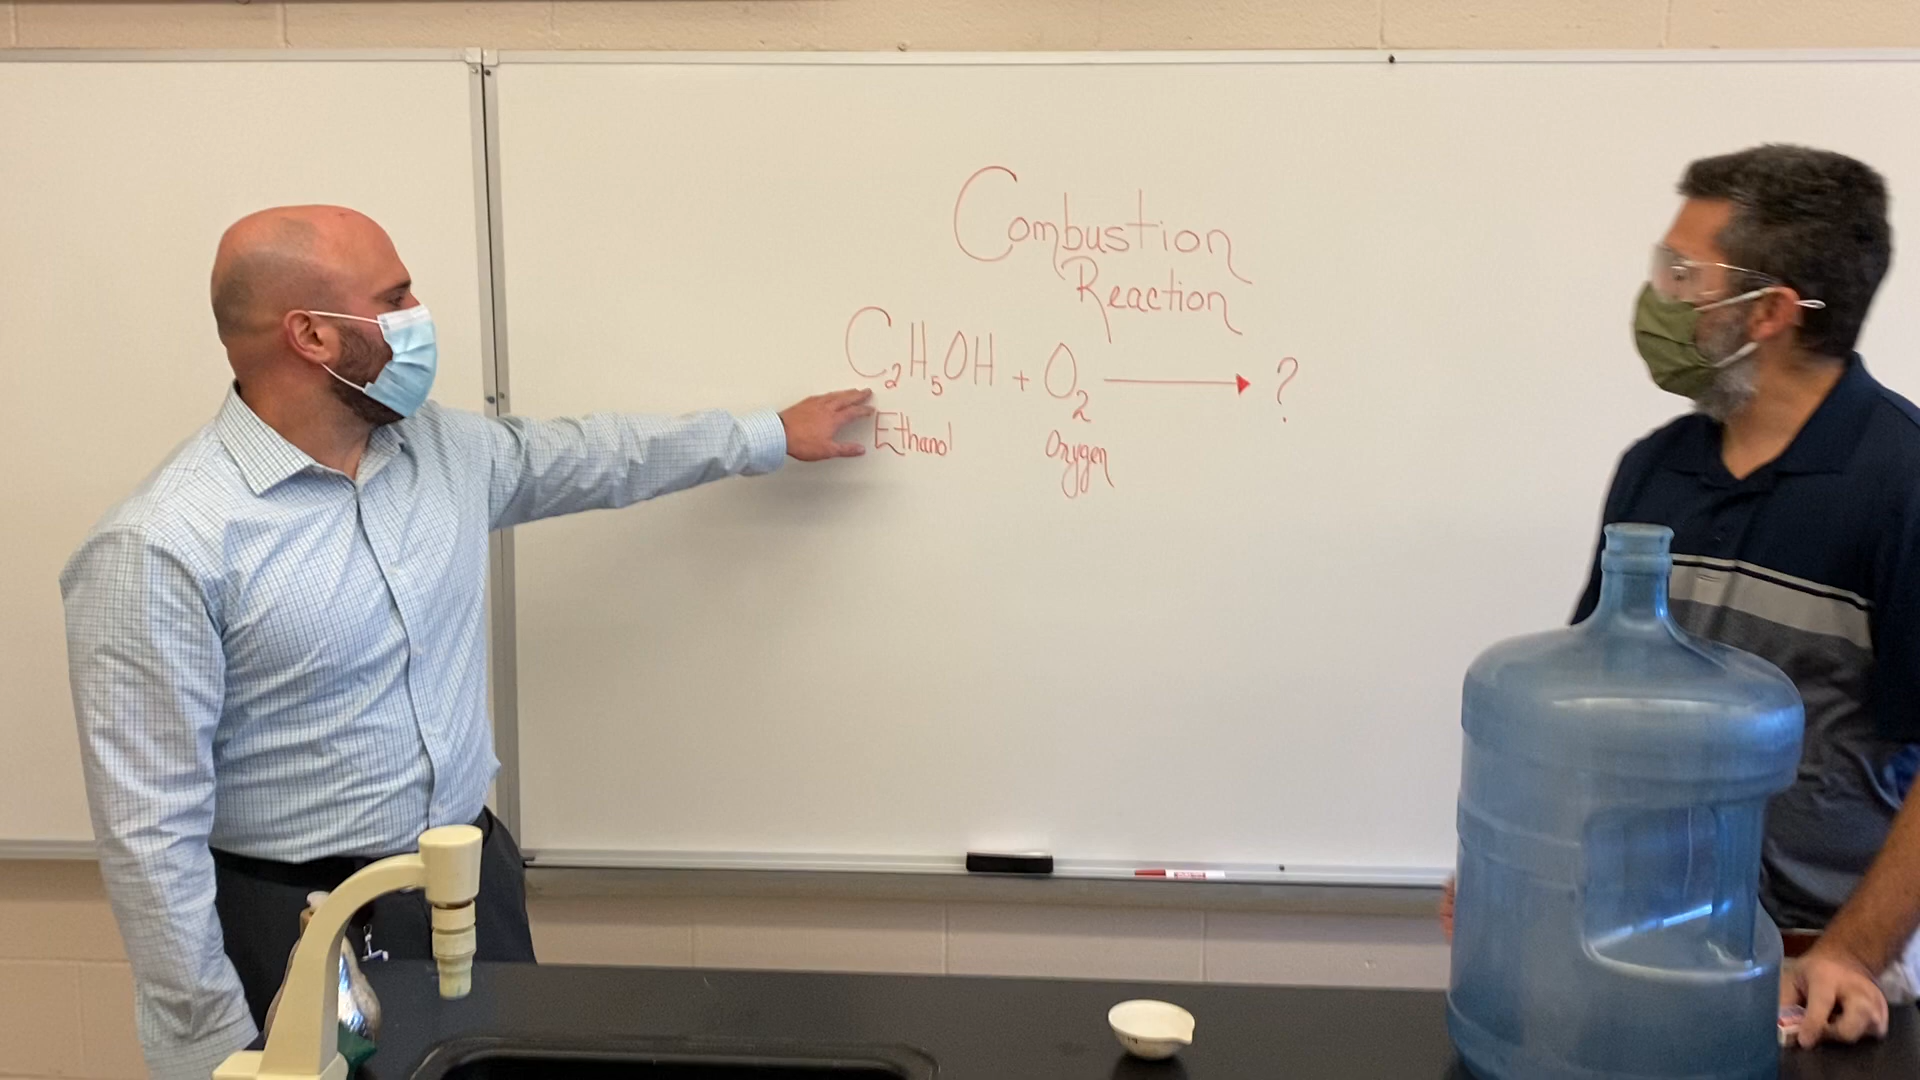 Combustion
Reaction
C₂H₅OH + O₂ → ?
Ethanol Oxygen